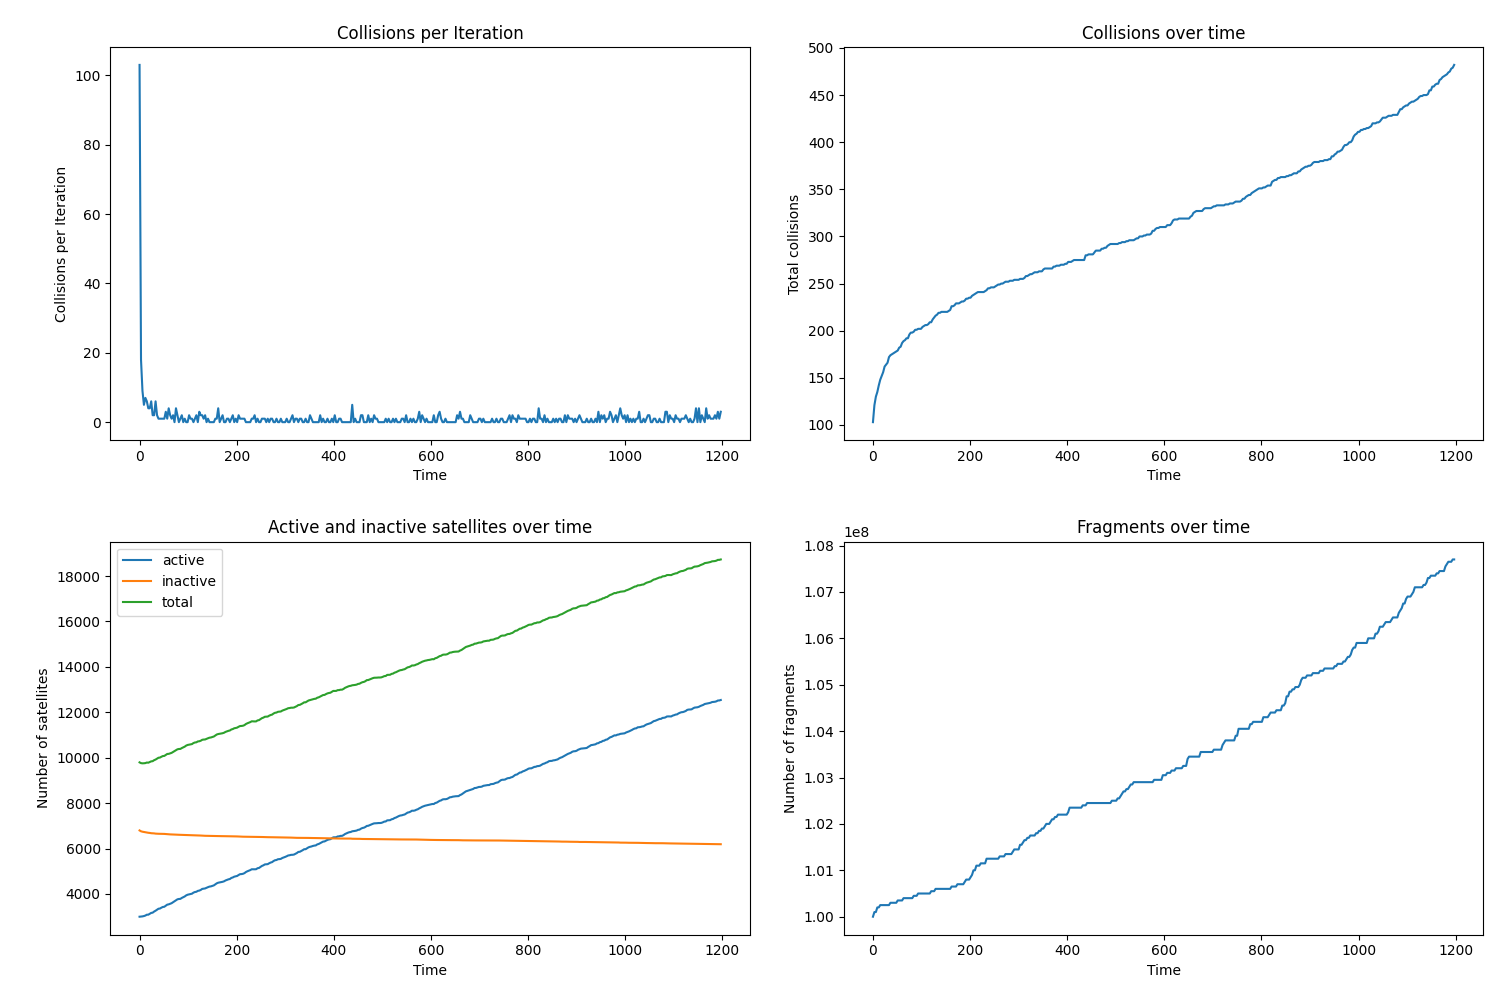 Collisions per Iteration
Collisions per Iteration
100
80
60
40
20
0
0 200 400 600 800 1000 1200
Time
Collisions over time
Total collisions
500
450
400
350
300
250
200
150
100
0 200 400 600 800 1000 1200
Time
Active and inactive satellites over time
Number of satellites
active
inactive
total
18000
16000
14000
12000
10000
8000
6000
4000
0 200 400 600 800 1000 1200
Time
Fragments over time
1e8
Number of fragments
1.08
1.07
1.06
1.05
1.04
1.03
1.02
1.01
1.00
0 200 400 600 800 1000 1200
Time